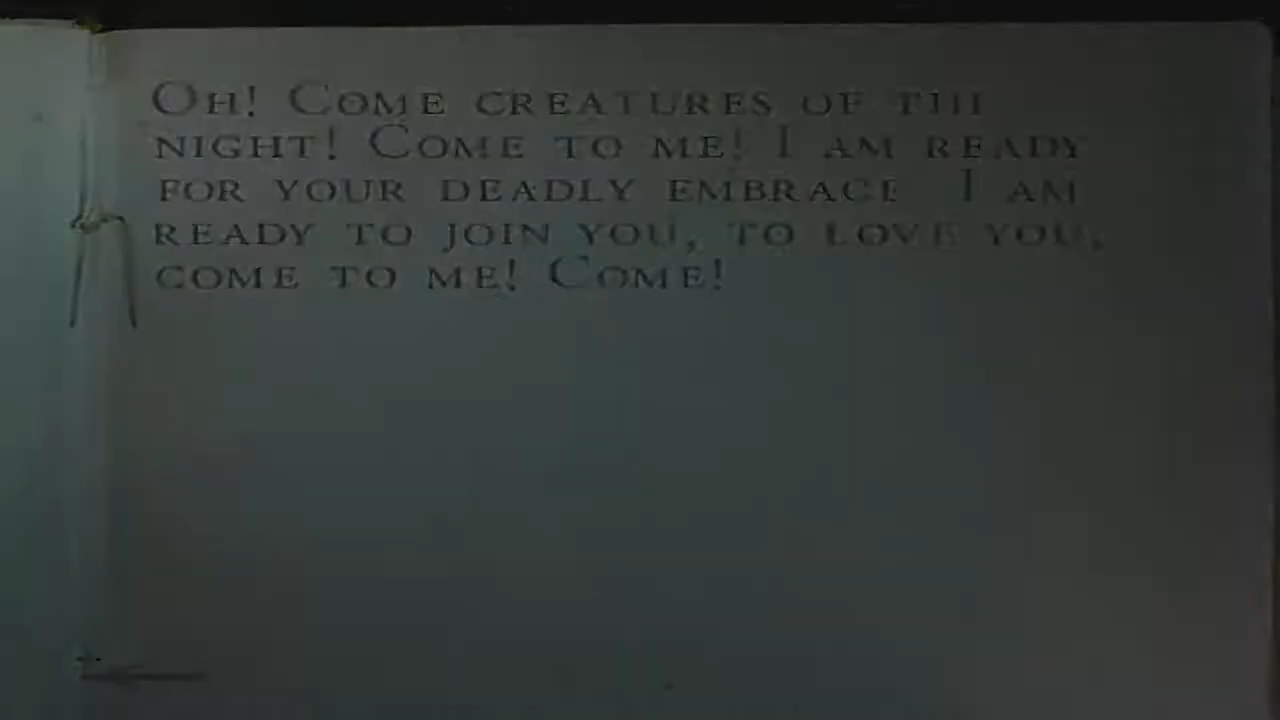 OH! COME CREATURES OF THE
NIGHT! COME TO ME! I AM READY
FOR YOUR DEADLY EMBRACE I AM
READY TO JOIN YOU, TO LOVE YOU,
COME TO ME! COME!